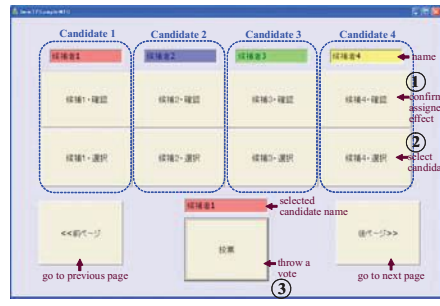 Candidate 1 Candidate 2 Candidate 3 Candidate 4
候補者1 候補者2 候補者3 候補者4
name
①
候補1・確認 候補2・確認 候補3・確認 候補4・確認
confirm
assigned
effect
②
候補1・選択 候補2・選択 候補3・選択 候補4・選択
select
candida
候補者1
selected
candidate name
<<前ページ 投票 後ページ>>
go to previous page
throw a
vote
go to next page
③